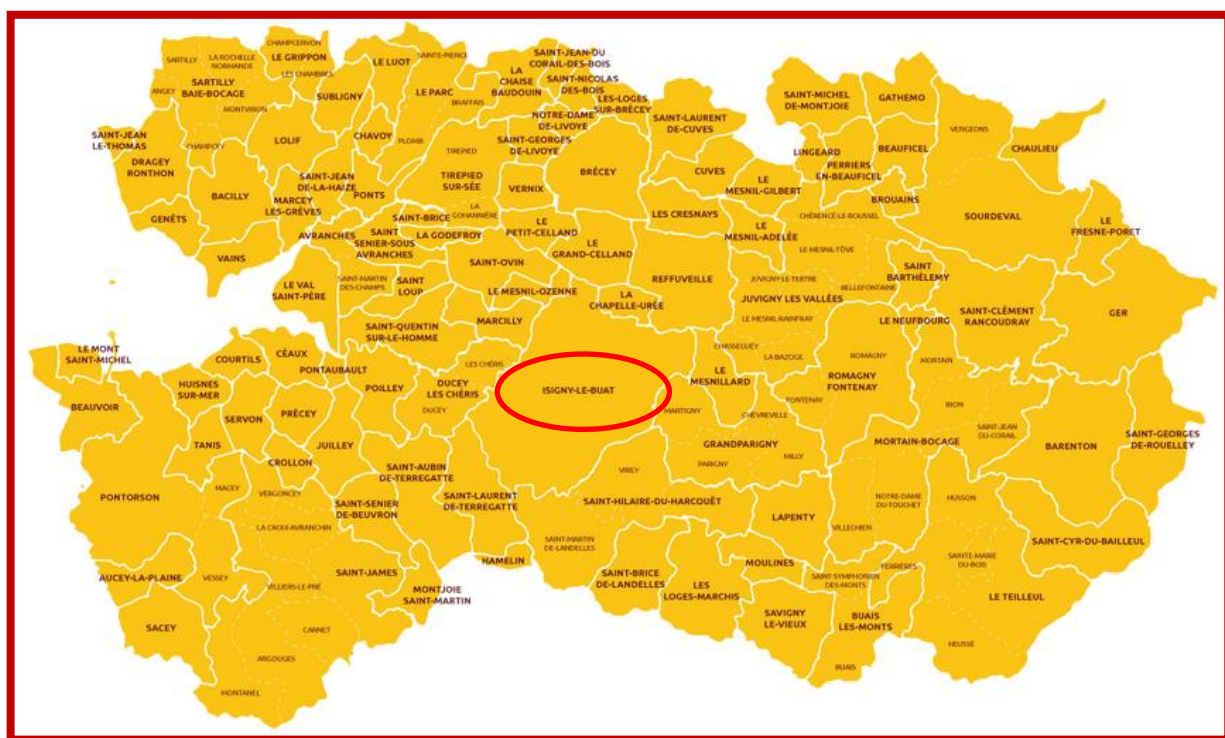 CHAMPCERVON
SARTILLY
LA ROCHELLE
NORMANDE
LE GRIPPON
LES CHAMBRES
ANGEY
SARTILLY
BAIE-BOCAGE
MONTVIRON
SUBLIGNY
LE LUOT
SAINTE-PIENCE
LE PARC
BRAFFAIS
LA
CHAISE
BAUDOUIN
SAINT-JEAN-DU
CORAIL-DES-BOIS
SAINT-NICOLAS
DES-BOIS
LES-LOGES
SUR-BRÉCEY
NOTRE-DAME
DE-LIVOYE
SAINT-GEORGES
DE-LIVOYE
SAINT-LAURENT
DE-CUVES
SAINT-MICHEL
DE-MONTJOIE
GATHEMO
VENGEONS
CHAULIEU
SAINT-JEAN
LE-THOMAS
CHAMPCEY
LOLIF
CHAVOY
PLOMB
TIREPIED
LINGEARD
PERRIERS
EN-BEAUFICEL
BEAUFICEL
DRAGEY
RONTHON
BACILLY
SAINT-JEAN
DE-LA-HAIZE
MARCEY
LES-GRÈVES
PONTS
TIREPIED
SUR-SÉE
VERNIX
BRÉCEY
CUVES
LE
MESNIL-GILBERT
BROUAINS
GENÊTS
SAINT-BRICE
LA
GOHANNIÈRE
LE
PETIT-CELLAND
LES CRESNAYS
CHÉRENCÉ-LE-ROUSSEL
SOURDEVAL
LE
FRESNE-PORET
VAINS
AVRANCHES
SAINT
SENIER-SOUS
AVRANCHES
LA GODEFROY
LE
GRAND-CELLAND
LE
MESNIL-ADELÉE
LE MESNIL-TÔVE
SAINT-OVIN
LE VAL
SAINT-PÈRE
SAINT-MARTIN
DES-CHAMPS
SAINT
LOUP
LE MESNIL-OZENNE
LA
CHAPELLE-URÉE
REFFUVEILLE
JUVIGNY-LE-TERTRE
BELLEFONTAINE
SAINT
BARTHÉLEMY
JUVIGNY LES VALLÉES
SAINT-CLÉMENT
RANCOUDRAY
GER
SAINT-QUENTIN
SUR-LE-HOMME
MARCILLY
LE MESNIL-RAINFRAY
LE NEUFBOURG
LE MONT
SAINT-MICHEL
COURTILS
CÉAUX
PONTAUBAULT
POILLEY
LES CHÉRIS
CHASSEGUEY
LA BAZOGE
ROMAGNY
MORTAIN
BEAUVOIR
HUISNES
SUR-MER
SERVON
PRÉCEY
DUCEY
LES CHÉRIS
DUCEY
ISIGNY-LE-BUAT
LE
MESNILLARD
MARTIGNY
CHEVREVILLE
FONTENAY
ROMAGNY
FONTENAY
BION
SAINT-JEAN
DU-CORAIL
TANIS
JUILLEY
CROLLON
GRANDPARIGNY
PARIGNY
MILLY
MORTAIN-BOCAGE
BARENTON
SAINT-GEORGES
DE-ROUELLEY
PONTORSON
MACEY
VERGONCEY
SAINT-AUBIN
DE-TERREGATTE
SAINT-LAURENT
DE-TERREGATTE
VIREY
SAINT-HILAIRE-DU-HARCOUËT
SAINT-SENIER
DE-BEUVRON
LA CROIX-AVRANCHIN
LAPENTY
VILLECHIEN
NOTRE-DAME
DU-TOUCHET
HUSSON
SAINT-CYR-DU-BAILLEUL
SAINT-MARTIN
DE-LANDELLES
AUCEY-LA-PLAINE
VESSEY
VILLIERS-LE-PRÉ
SAINT-JAMES
HAMELIN
MONTJOIE
SAINT-MARTIN
SAINT-BRICE
DE-LANDELLES
LES
LOGES-MARCHIS
MOULINES
SAINT-SYMPHORIEN
DES-MONTS
FERRIÈRES
SAINTE-MARIE
DU-BOIS
LE TEILLEUL
SACEY
CARNET
SAVIGNY
LE-VIEUX
BUAIS
LES-MONTS
HEUSSÉ
ARGOUGES
BUAIS
MONTANEL